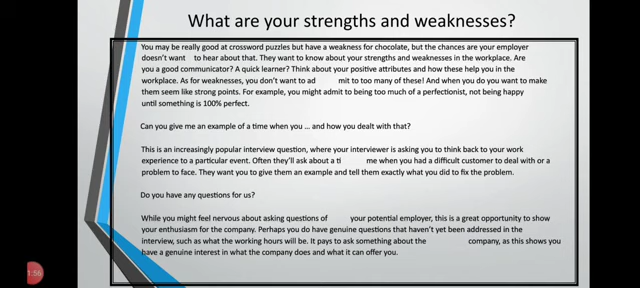 What are your strengths and weaknesses?
You may be really good at crossword puzzles but have a weakness for chocolate, but the chances are your employer
doesn't want to hear about that. They want to know about your strengths and weaknesses in the workplace. Are
you a good communicator? A quick learner? Think about your positive attributes and how these help you in the
workplace. As for weaknesses, you don't want to ad mit to too many of these! And when you do you want to make
them seem like strong points. For example, you might admit to being too much of a perfectionist, not being happy
until something is 100% perfect.
Can you give me an example of a time when you ... and how you dealt with that?
This is an increasingly popular interview question, where your interviewer is asking you to think back to your work
experience to a particular event. Often they'll ask about a ti me when you had a difficult customer to deal with or a
problem to face. They want you to give them an example and tell them exactly what you did to fix the problem.
Do you have any questions for us?
While you might feel nervous about asking questions of your potential employer, this is a great opportunity to show
your enthusiasm for the company. Perhaps you do have genuine questions that haven't yet been addressed in the
interview, such as what the working hours will be. It pays to ask something about the company, as this shows you
have a genuine interest in what the company does and what it can offer you.
1:56